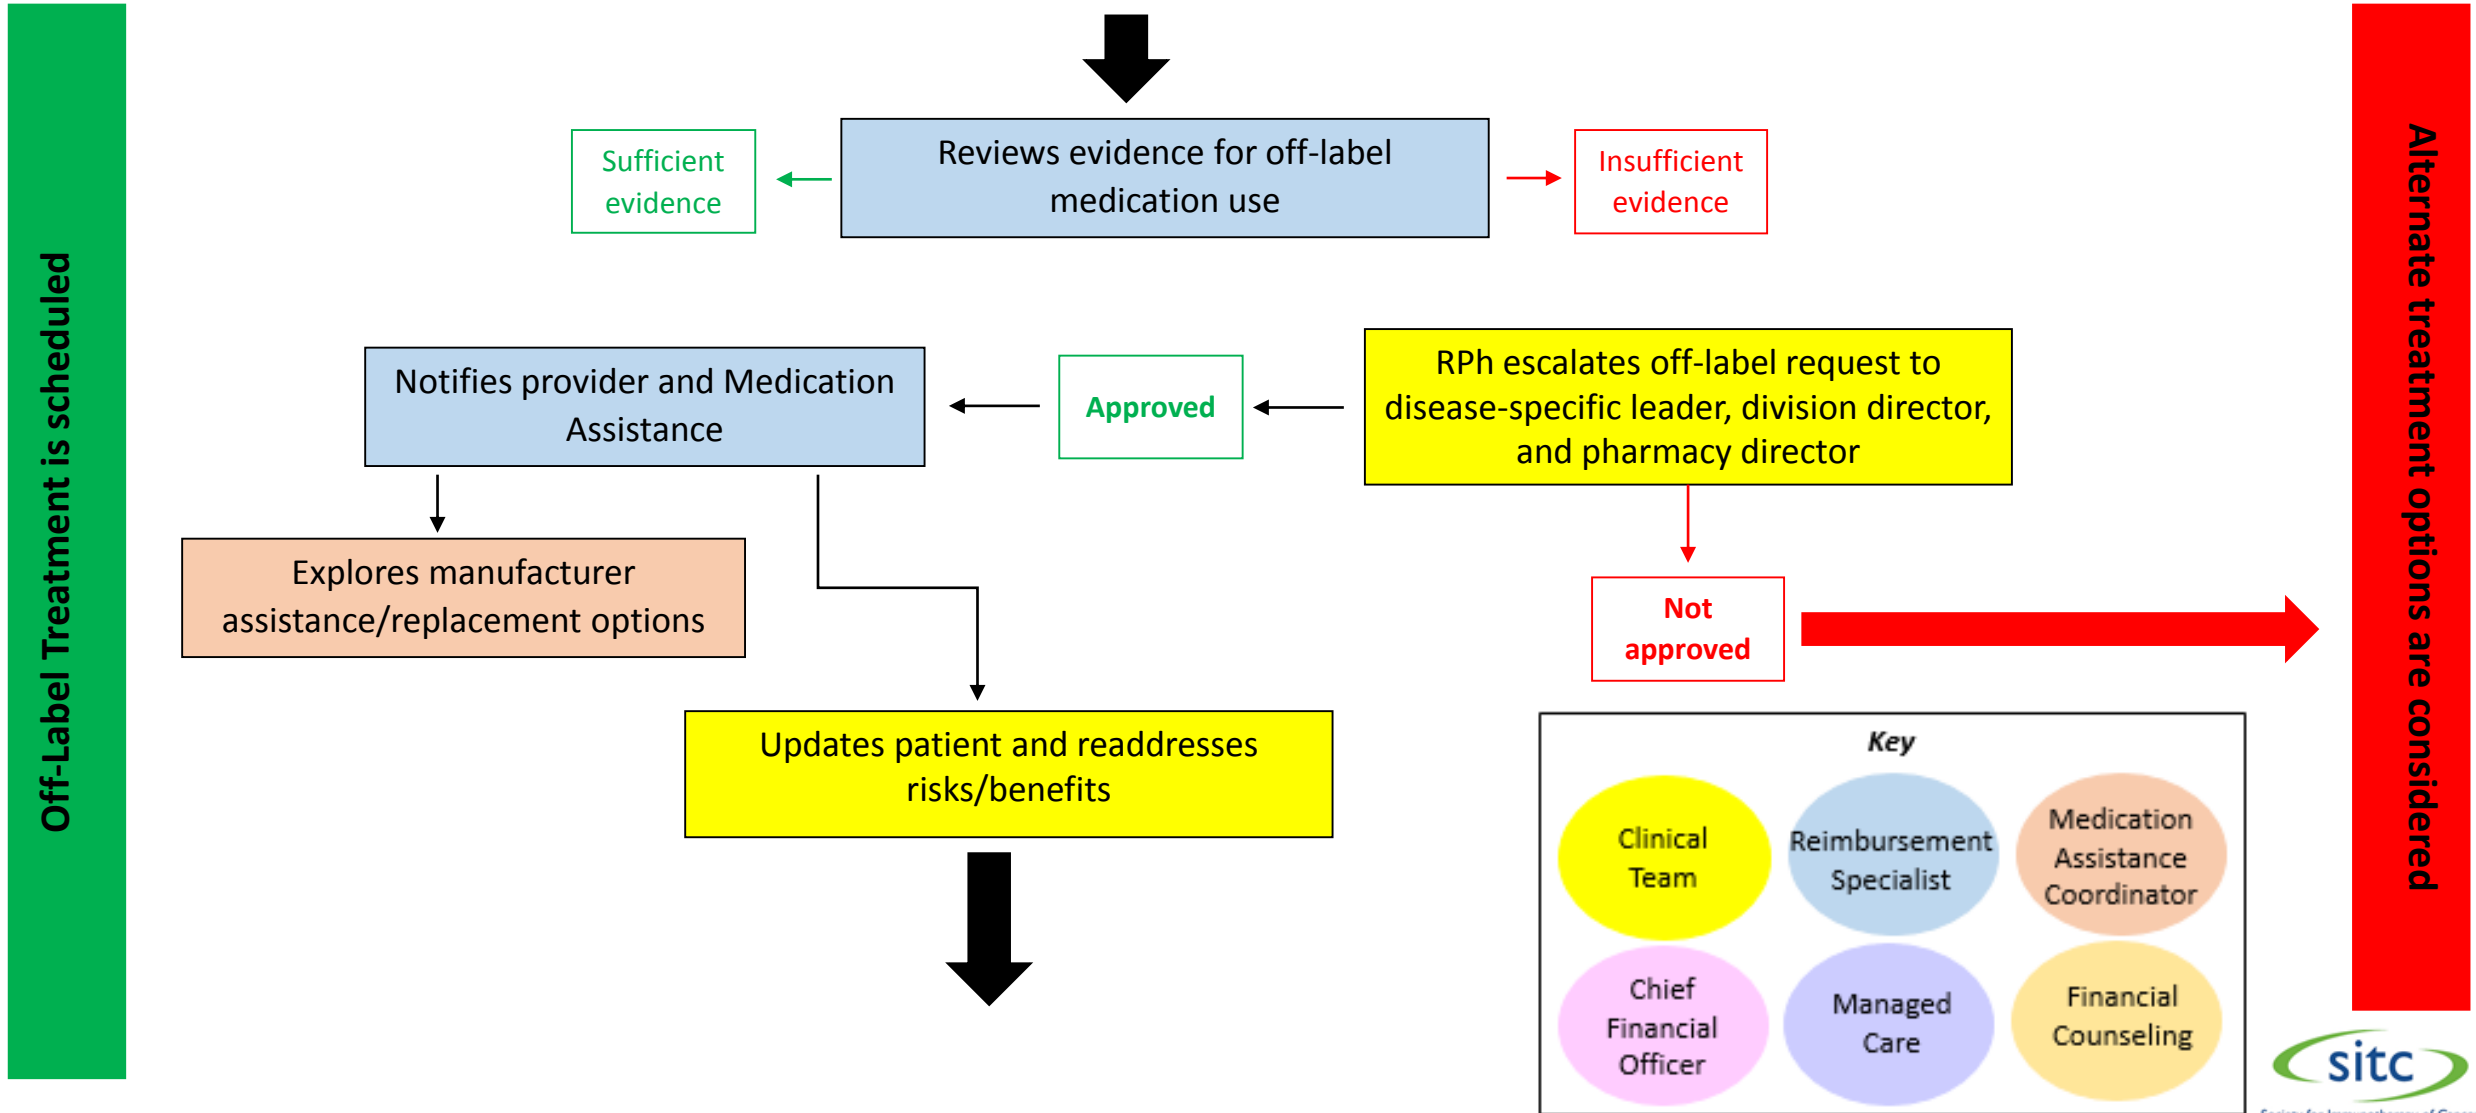 Off-Label Treatment is scheduled
Reviews evidence for off-label
medication use
Sufficient
evidence
Insufficient
evidence
Notifies provider and Medication
Assistance
Approved
RPh escalates off-label request to
disease-specific leader, division director,
and pharmacy director
Explores manufacturer
assistance/replacement options
Not
approved
Updates patient and readdresses
risks/benefits
Key
Clinical
Team
Reimbursement
Specialist
Medication
Assistance
Coordinator
Chief
Financial
Officer
Managed
Care
Financial
Counseling
Alternate treatment options are considered
sitc